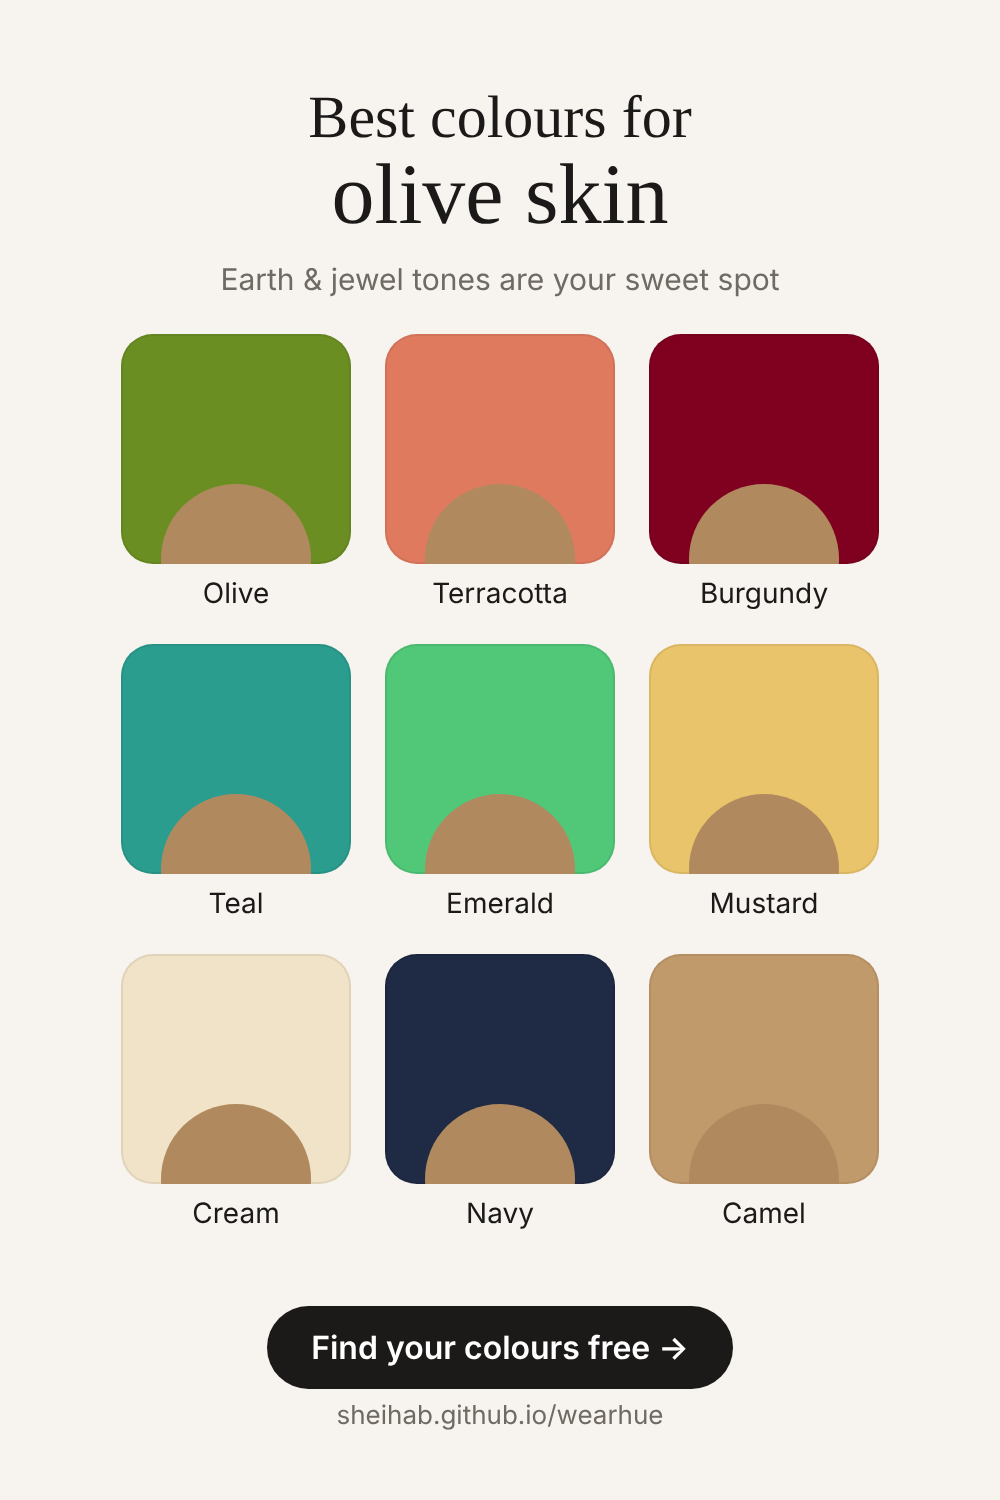 Best colours for
olive skin
Earth & jewel tones are your sweet spot
Olive
Terracotta
Burgundy
Teal
Emerald
Mustard
Cream
Navy
Camel
Find your colours free →
sheihab.github.io/wearhue